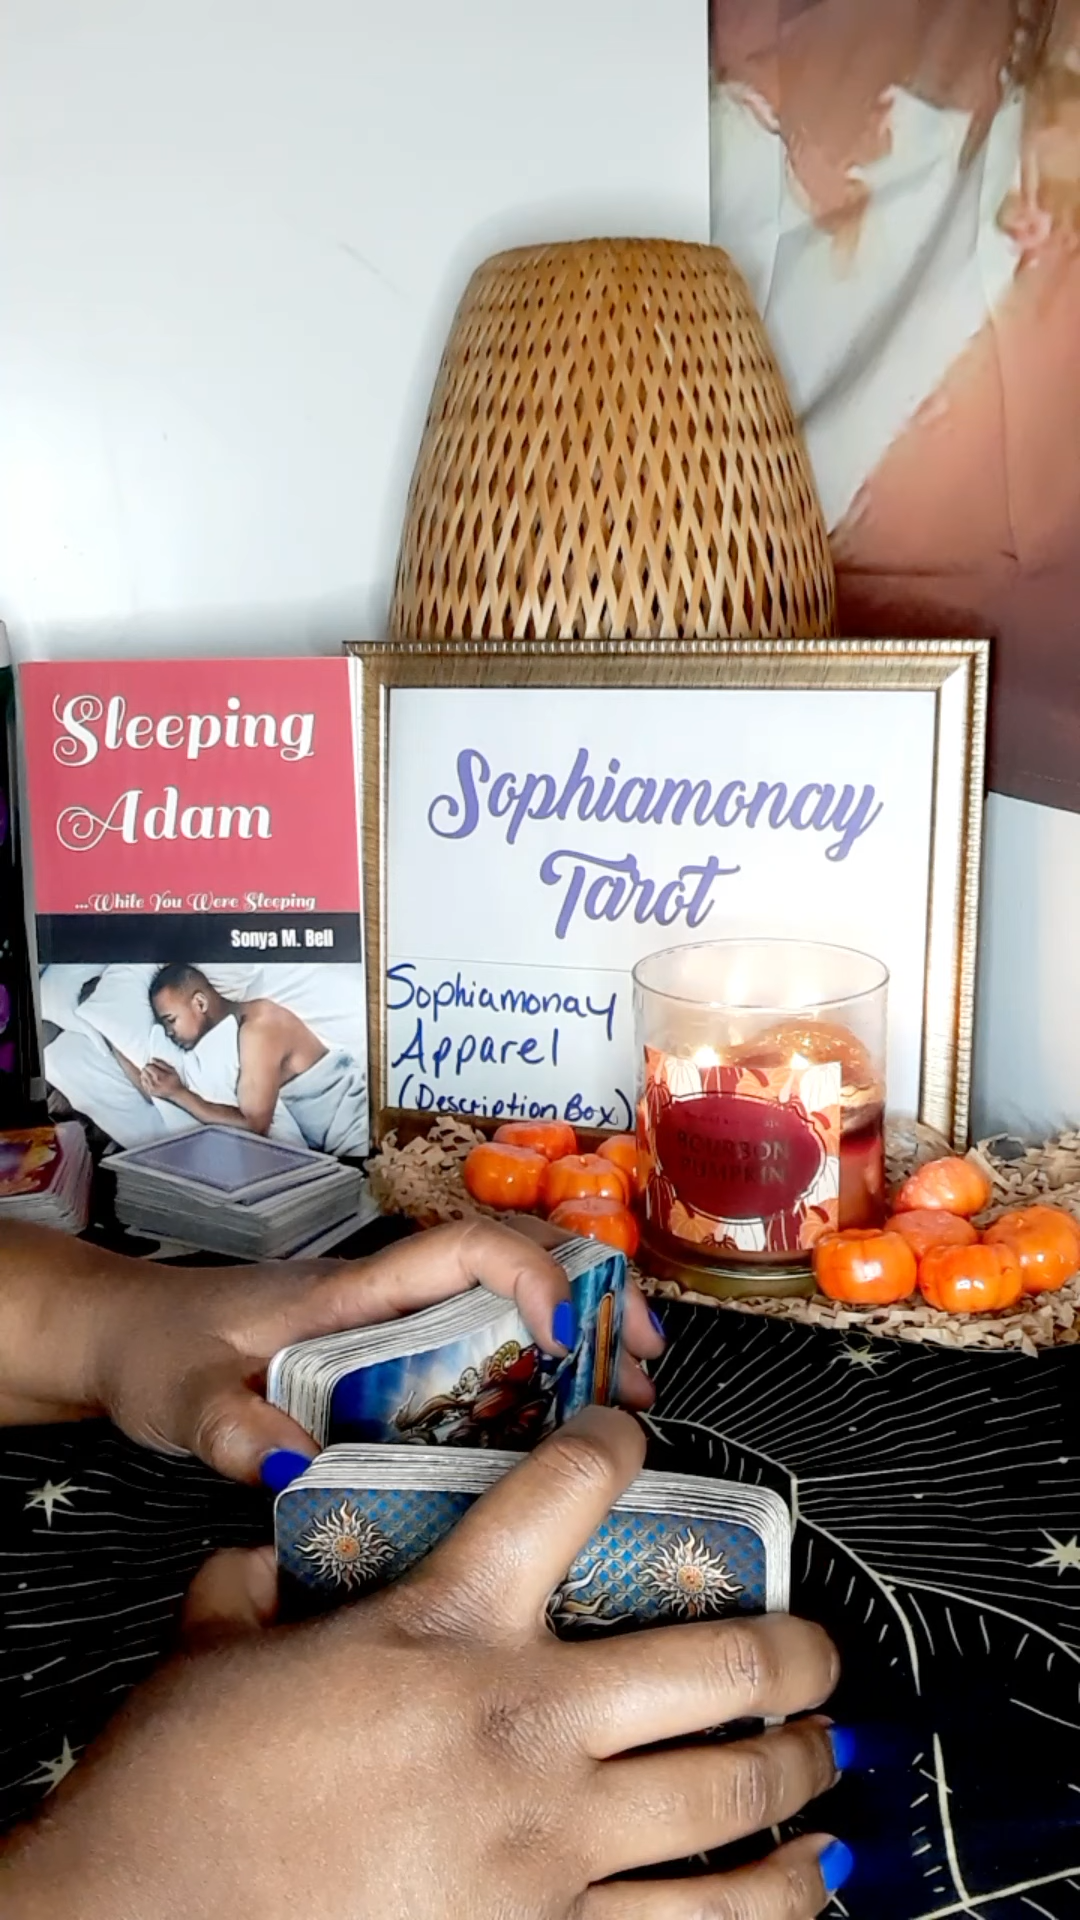 Sleeping
Adam
...While You Were Sleeping
Sonya M. Bell
Sophiamonay
Tarot
Sophiamonay
Apparel
(Description Box)
BOURBON
PUMPKIN